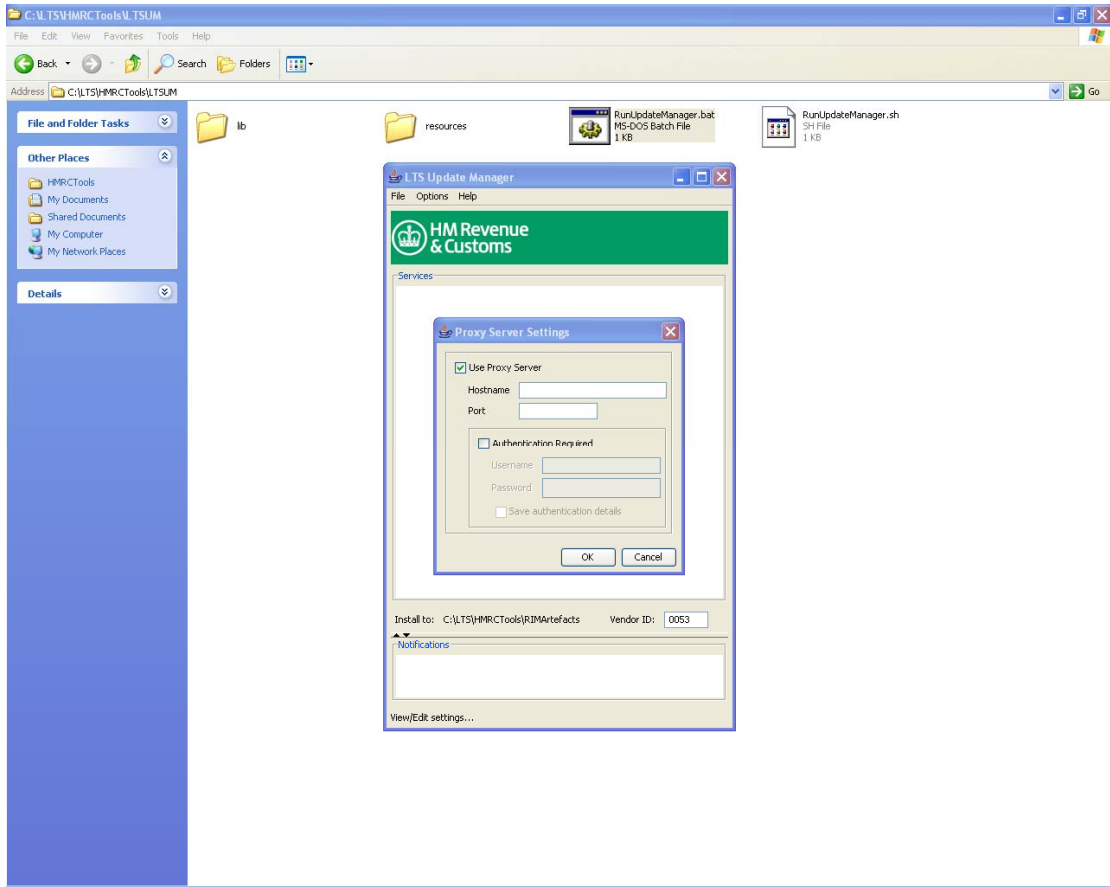 C:\LTS\HMRCTools\LTSUM
File Edit View Favorites Tools Help
Back Search Folders
Address C:\LTS\HMRCTools\LTSUM Go
File and Folder Tasks
Other Places
HMRCTools
My Documents
Shared Documents
My Computer
My Network Places
Details
lib
resources
RunUpdateManager.bat
MS-DOS Batch File
1 KB
RunUpdateManager.sh
SH File
1 KB
LTS Update Manager
File Options Help
HM Revenue
& Customs
Services
Proxy Server Settings
Use Proxy Server
Hostname
Port
Authentication Required
Username
Password
Save authentication details
OK Cancel
Install to: C:\LTS\HMRCTools\RIMArtefacts Vendor ID: 0053
Notifications
View/Edit settings...